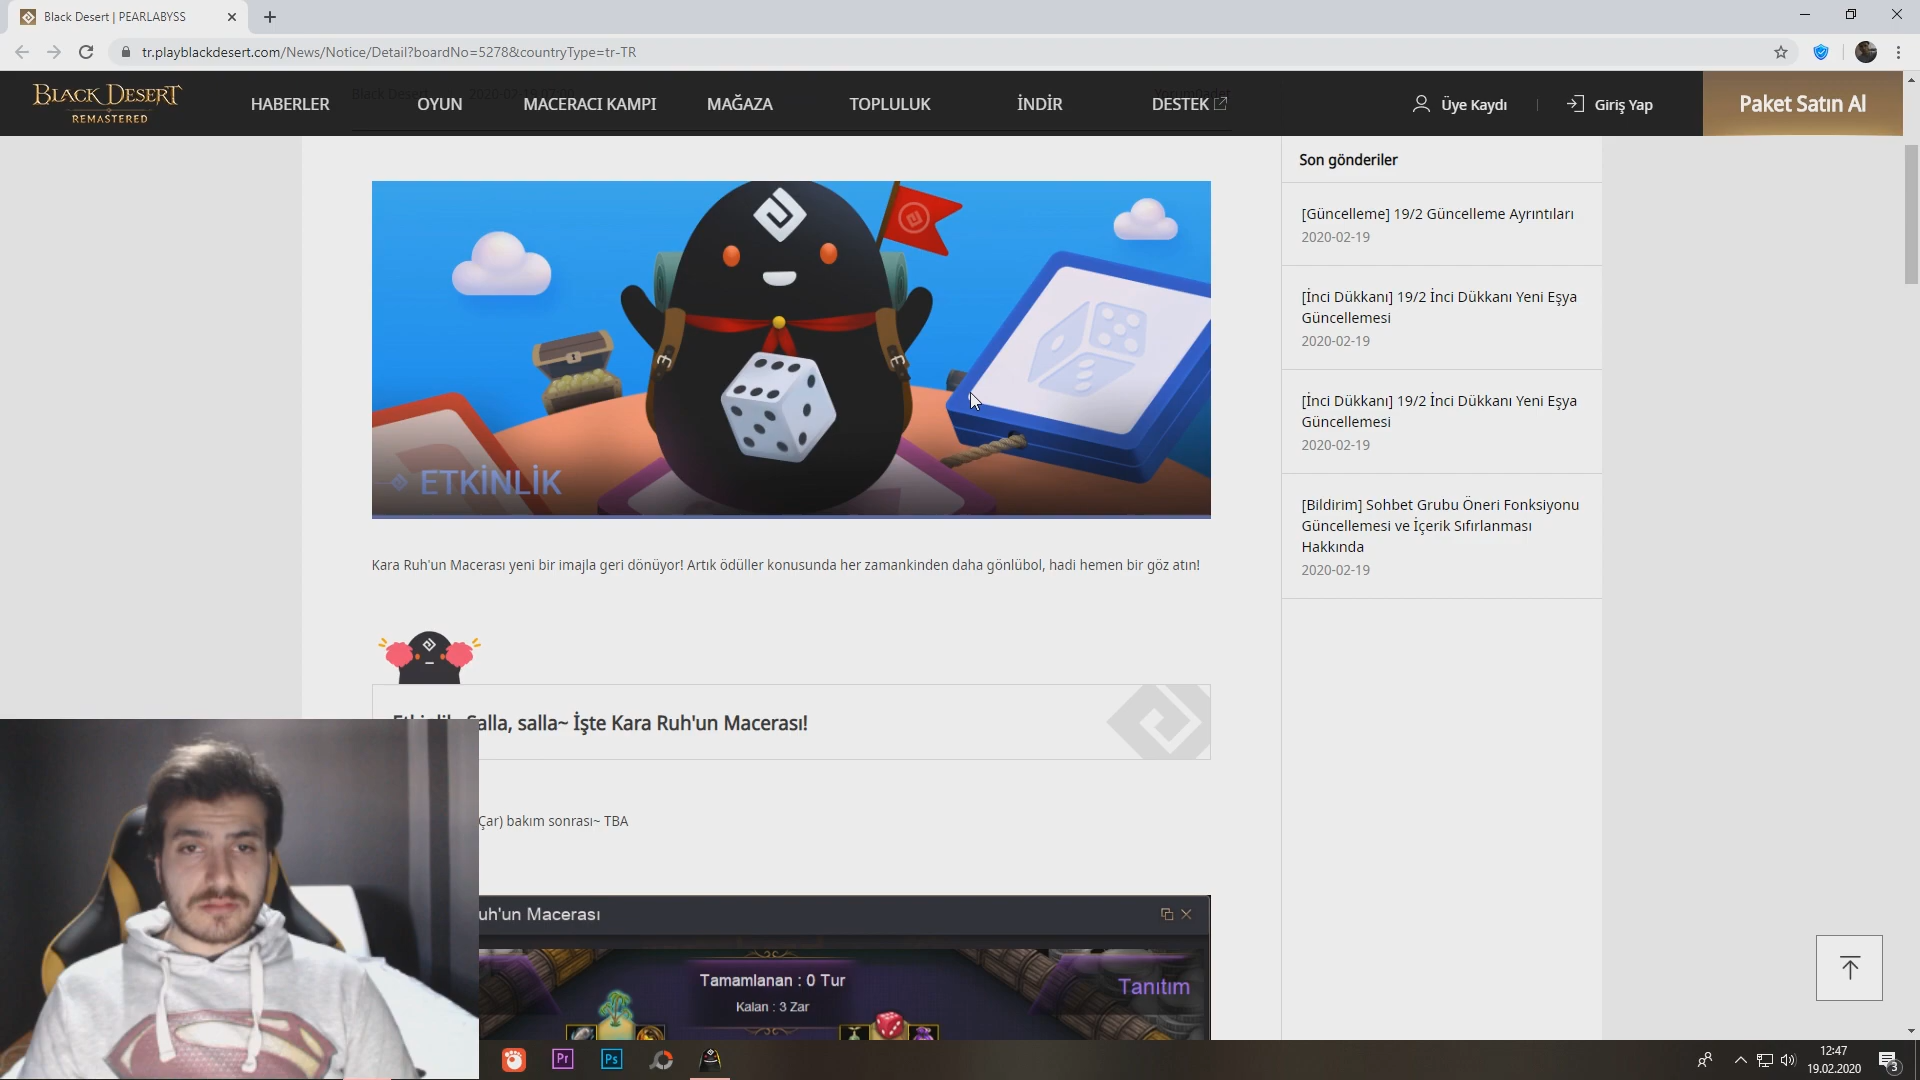 Black Desert | PEARLABYSS
tr.playblackdesert.com/News/Notice/Detail?boardNo=5278&countryType=tr-TR
BLACK DESERT
REMASTERED
HABERLER
OYUN
MACERACI KAMPI
MAĞAZA
TOPLULUK
İNDİR
DESTEK
Üye Kaydı
Giriş Yap
Paket Satın Al
Black Desert
ETKİNLİK
Kara Ruh'un Macerası yeni bir imajla geri dönüyor! Artık ödüller konusunda her zamankinden daha gönlübol, hadi hemen bir göz atın!
Salla, salla~ İşte Kara Ruh'un Macerası!
Çar) bakım sonrası~ TBA
uh'un Macerası
Tamamlanan : 0 Tur
Kalan : 3 Zar
Tanıtım
Son gönderiler
[Güncelleme] 19/2 Güncelleme Ayrıntıları
2020-02-19
[İnci Dükkanı] 19/2 İnci Dükkanı Yeni Eşya
Güncellemesi
2020-02-19
[İnci Dükkanı] 19/2 İnci Dükkanı Yeni Eşya
Güncellemesi
2020-02-19
[Bildirim] Sohbet Grubu Öneri Fonksiyonu
Güncellemesi ve İçerik Sıfırlanması
Hakkında
2020-02-19
Pr
Ps
12:47
19.02.2020
3